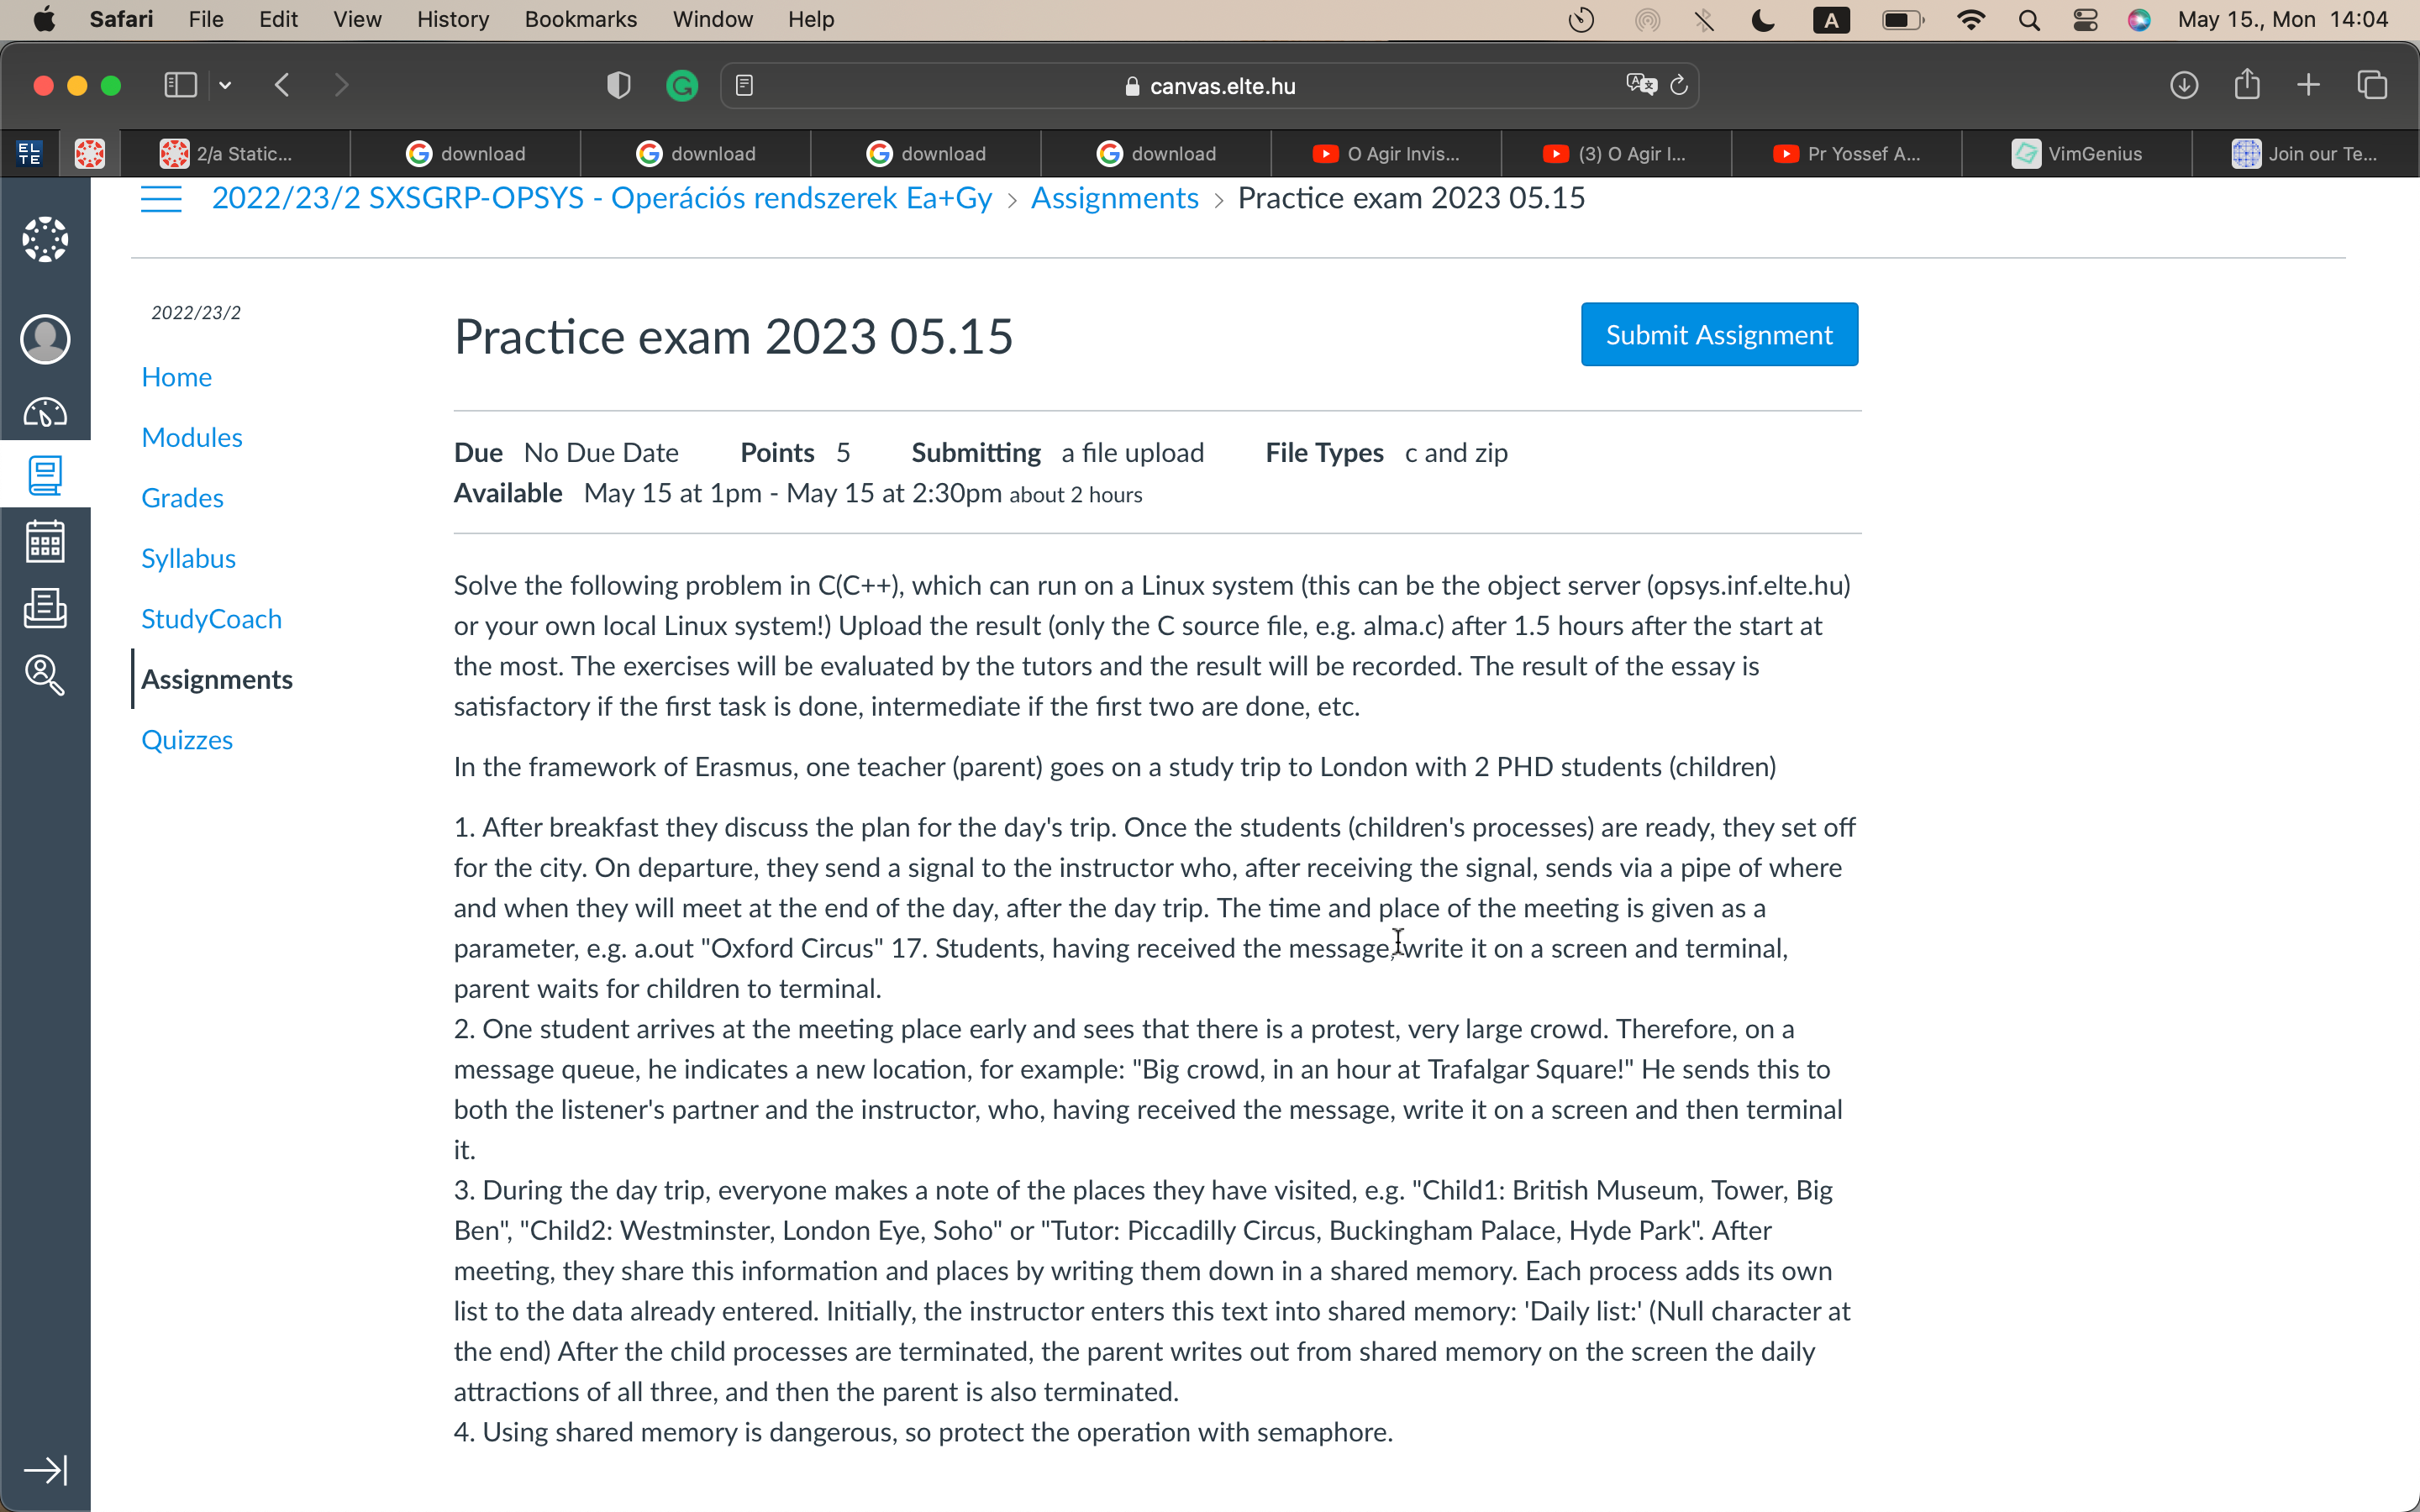 Safari File Edit View History Bookmarks Window Help A May 15., Mon 14:04
canvas.elte.hu
EL
TE
2/a Static...
download
download
download
download
O Agir Invis...
(3) O Agir I...
Pr Yossef A...
VimGenius
Join our Te...
2022/23/2 SXSGRP-OPSYS - Operációs rendszerek Ea+Gy > Assignments > Practice exam 2023 05.15
2022/23/2
Home
Modules
Grades
Syllabus
StudyCoach
Assignments
Quizzes
Practice exam 2023 05.15
Submit Assignment
Due No Due Date Points 5 Submitting a file upload File Types c and zip
Available May 15 at 1pm - May 15 at 2:30pm about 2 hours
Solve the following problem in C(C++), which can run on a Linux system (this can be the object server (opsys.inf.elte.hu)
or your own local Linux system!) Upload the result (only the C source file, e.g. alma.c) after 1.5 hours after the start at
the most. The exercises will be evaluated by the tutors and the result will be recorded. The result of the essay is
satisfactory if the first task is done, intermediate if the first two are done, etc.
In the framework of Erasmus, one teacher (parent) goes on a study trip to London with 2 PHD students (children)
1. After breakfast they discuss the plan for the day's trip. Once the students (children's processes) are ready, they set off
for the city. On departure, they send a signal to the instructor who, after receiving the signal, sends via a pipe of where
and when they will meet at the end of the day, after the day trip. The time and place of the meeting is given as a
parameter, e.g. a.out "Oxford Circus" 17. Students, having received the message, write it on a screen and terminal,
parent waits for children to terminal.
2. One student arrives at the meeting place early and sees that there is a protest, very large crowd. Therefore, on a
message queue, he indicates a new location, for example: "Big crowd, in an hour at Trafalgar Square!" He sends this to
both the listener's partner and the instructor, who, having received the message, write it on a screen and then terminal
it.
3. During the day trip, everyone makes a note of the places they have visited, e.g. "Child1: British Museum, Tower, Big
Ben", "Child2: Westminster, London Eye, Soho" or "Tutor: Piccadilly Circus, Buckingham Palace, Hyde Park". After
meeting, they share this information and places by writing them down in a shared memory. Each process adds its own
list to the data already entered. Initially, the instructor enters this text into shared memory: 'Daily list:' (Null character at
the end) After the child processes are terminated, the parent writes out from shared memory on the screen the daily
attractions of all three, and then the parent is also terminated.
4. Using shared memory is dangerous, so protect the operation with semaphore.